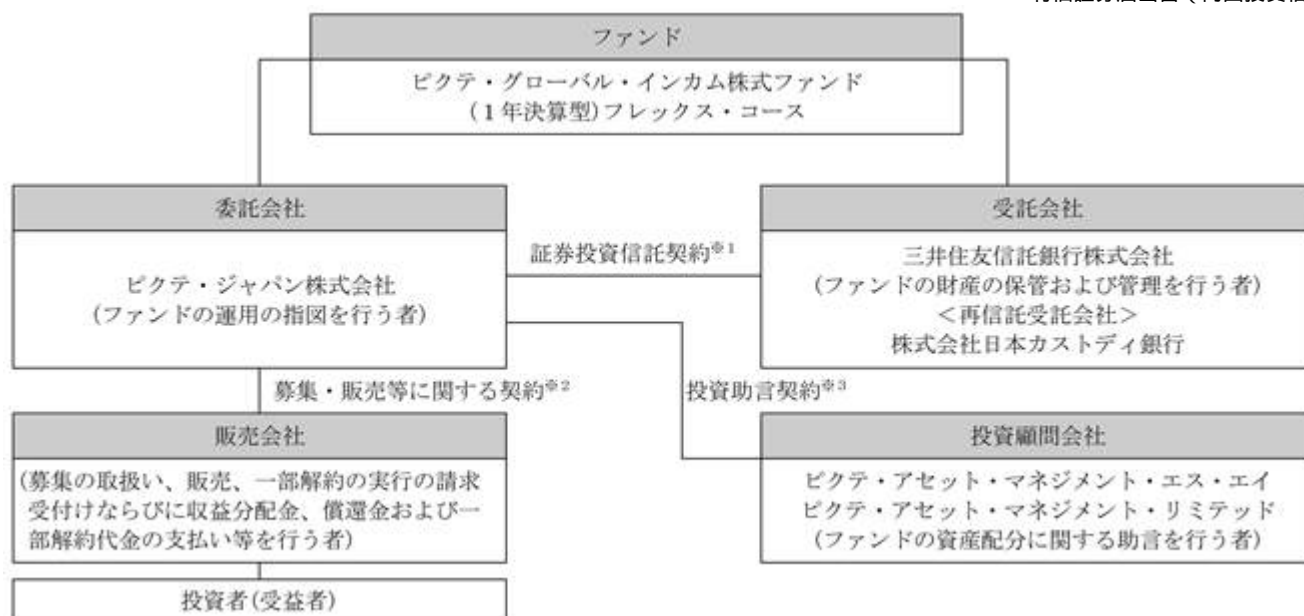 ファンド
ピクテ・グローバル・インカム株式ファンド
(1年決算型)フレックス・コース
委託会社
ピクテ・ジャパン株式会社
(ファンドの運用の指図を行う者)
証券投資信託契約※1
受託会社
三井住友信託銀行株式会社
(ファンドの財産の保管および管理を行う者)
<再信託受託会社>
株式会社日本カストディ銀行
募集・販売等に関する契約※2
投資助言契約※3
販売会社
(募集の取扱い、販売、一部解約の実行の請求
受付けならびに収益分配金、償還金および一
部解約代金の支払い等を行う者)
投資顧問会社
ピクテ・アセット・マネジメント・エス・エイ
ピクテ・アセット・マネジメント・リミテッド
(ファンドの資産配分に関する助言を行う者)
投資者(受益者)